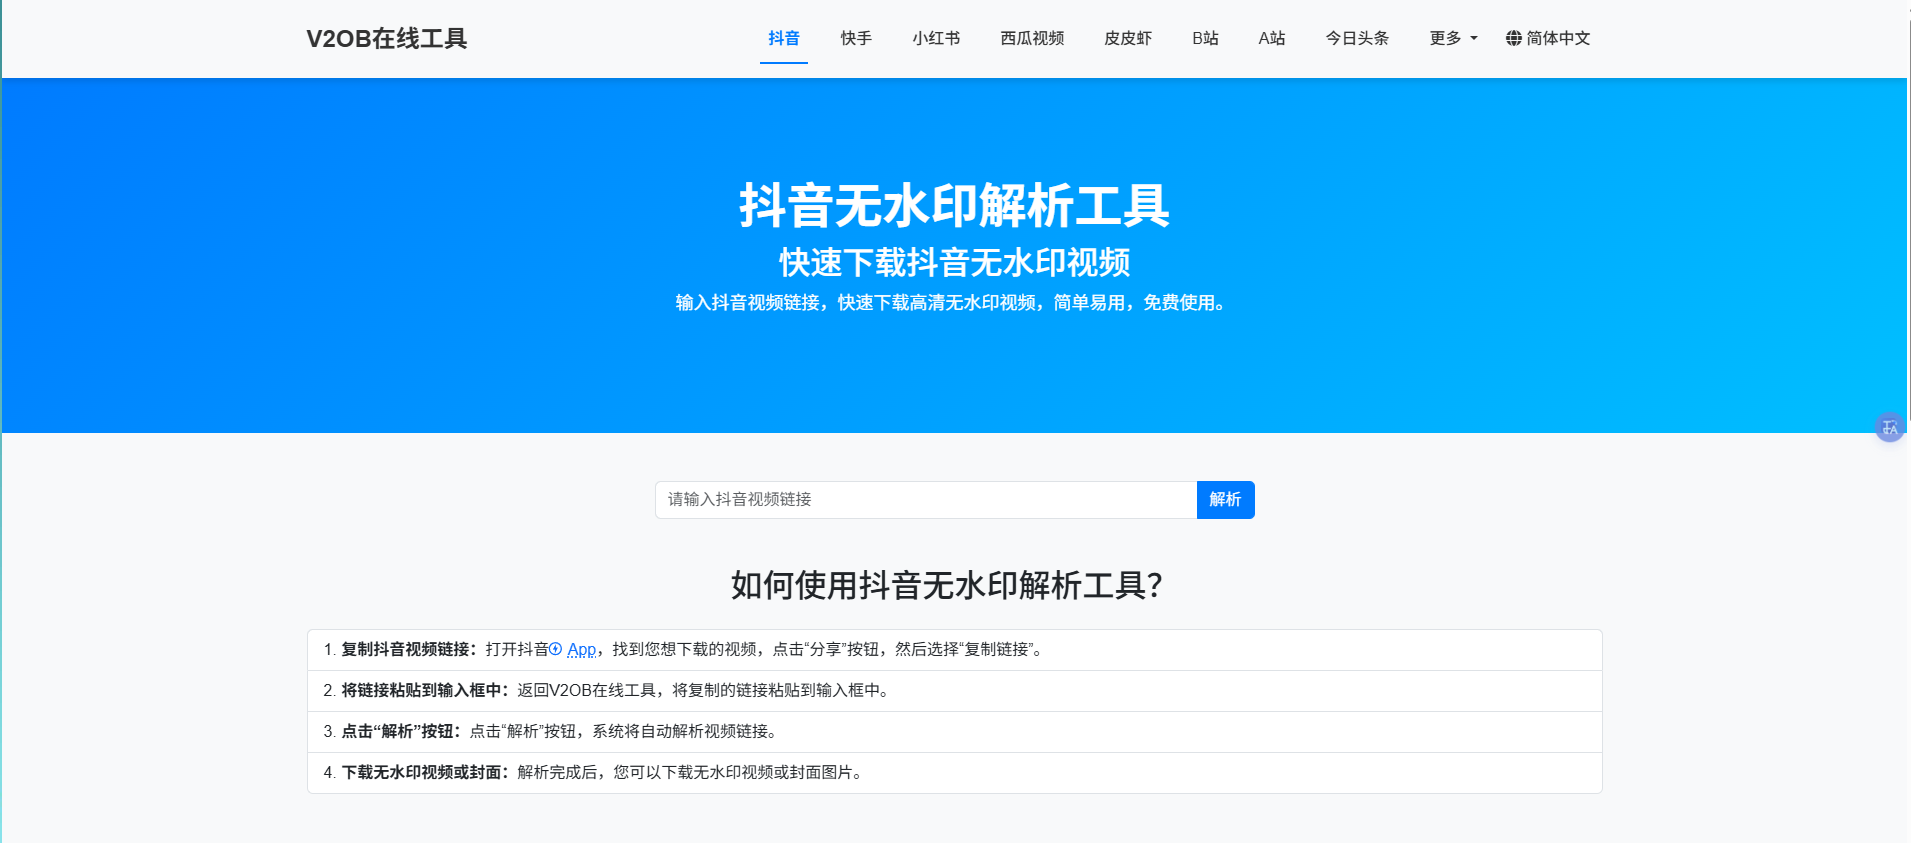 V2OB在线工具
抖音 快手 小红书 西瓜视频 皮皮虾 B站 A站 今日头条 更多 简体中文
抖音无水印解析工具
快速下载抖音无水印视频
输入抖音视频链接，快速下载高清无水印视频，简单易用，免费使用。
请输入抖音视频链接 解析
如何使用抖音无水印解析工具？
1. 复制抖音视频链接：打开抖音 App，找到您想下载的视频，点击“分享”按钮，然后选择“复制链接”。
2. 将链接粘贴到输入框中：返回V2OB在线工具，将复制的链接粘贴到输入框中。
3. 点击“解析”按钮：点击“解析”按钮，系统将自动解析视频链接。
4. 下载无水印视频或封面：解析完成后，您可以下载无水印视频或封面图片。